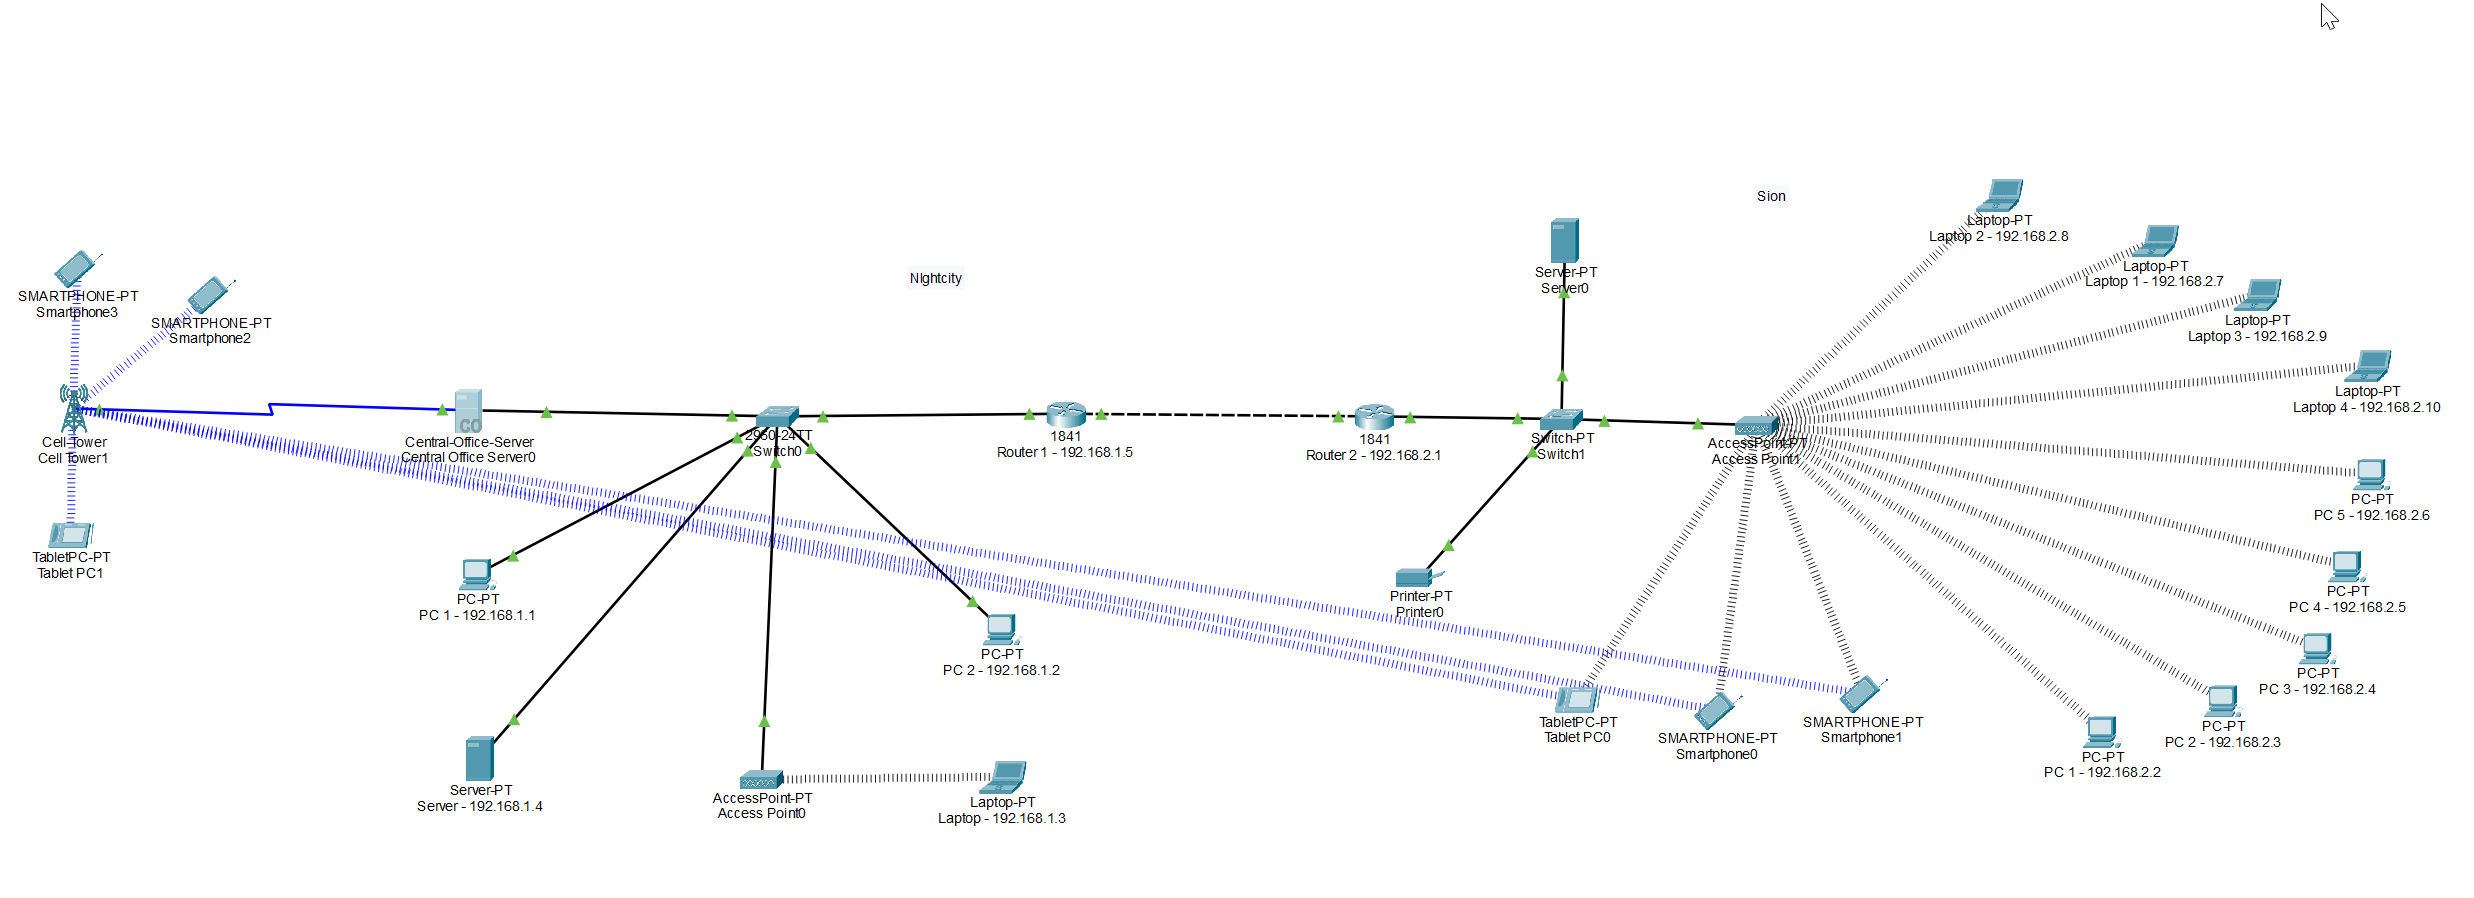 Sion
Laptop-PT
Laptop 2 - 192.168.2.8
Laptop-PT
Laptop 1 - 192.168.2.7
Server-PT
Server0
NIghtcity
SMARTPHONE-PT
Smartphone3
SMARTPHONE-PT
Smartphone2
Laptop-PT
Laptop 3 - 192.168.2.9
Laptop-PT
Laptop 4 - 192.168.2.10
CO
Cell-Tower
Cell Tower1
Central-Office-Server
Central Office Server0
2960-24TT
Switch0
1841
Router 1 - 192.168.1.5
1841
Router 2 - 192.168.2.1
Switch-PT
Switch1
AccessPoint-PT
Access Point1
PC-PT
PC 5 - 192.168.2.6
TabletPC-PT
Tablet PC1
PC-PT
PC 1 - 192.168.1.1
Printer-PT
Printer0
PC-PT
PC 4 - 192.168.2.5
PC-PT
PC 2 - 192.168.1.2
PC-PT
PC 3 - 192.168.2.4
TabletPC-PT
Tablet PC0
SMARTPHONE-PT
Smartphone0
SMARTPHONE-PT
Smartphone1
PC-PT
PC 2 - 192.168.2.3
PC-PT
PC 1 - 192.168.2.2
Server-PT
Server - 192.168.1.4
AccessPoint-PT
Access Point0
Laptop-PT
Laptop - 192.168.1.3